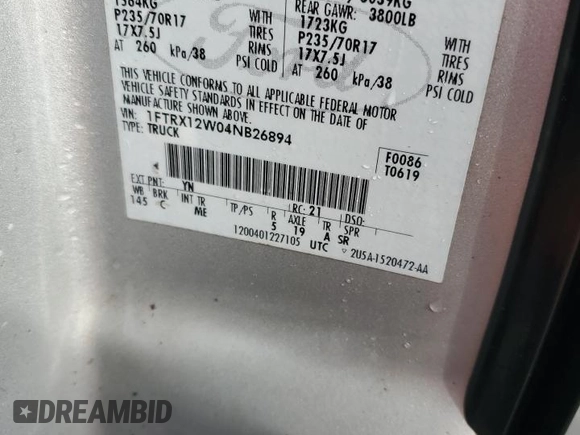 1564KG
P235/70R17 TIRES
17X7.5J RIMS
AT 260 kPa/38 PSI COLD
REAR GAWR: 3800LB
1723KG
P235/70R17 TIRES
17X7.5J RIMS
AT 260 kPa/38 PSI COLD
Ford
THIS VEHICLE CONFORMS TO ALL APPLICABLE FEDERAL MOTOR
VEHICLE SAFETY STANDARDS IN EFFECT ON THE DATE OF
MANUFACTURE SHOWN ABOVE.
VIN: 1FTRX12W04NB26894
TYPE: TRUCK
F0086
T0619
EXT PNT: YN RC: 21 DSO:
WB BRK INT TR TP/PS R AXLE TR SPR
145 C ME 5 19 A SR
1200401227105 UTC
2U5A-1520472-AA
DREAMBID